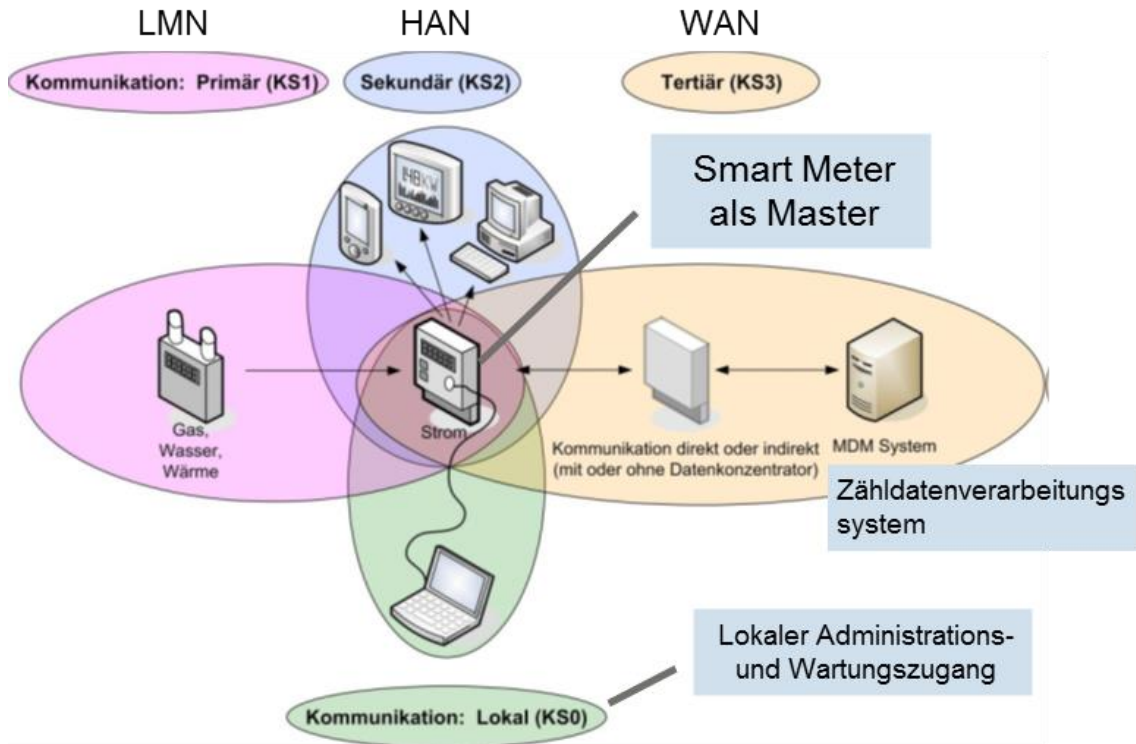 LMN
HAN
WAN
Kommunikation: Primär (KS1)
Sekundär (KS2)
Tertiär (KS3)
Smart Meter
als Master
148KW
Gas,
Wasser,
Wärme
Strom
Kommunikation direkt oder indirekt
(mit oder ohne Datenkonzentrator)
MDM System
Zähldatenverarbeitungs
system
Lokaler Administrations-
und Wartungszugang
Kommunikation: Lokal (KS0)